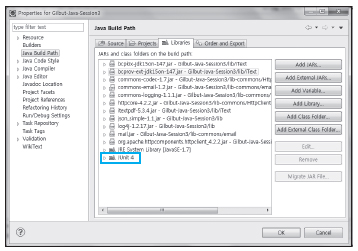 Properties for Gilbut-Java-Session3
type filter text
Resource
Builders
Java Build Path
Java Code Style
Java Compiler
Java Editor
Javadoc Location
Project Facets
Project References
Refactoring History
Run/Debug Settings
Task Repository
Task Tags
Validation
WikiText
Java Build Path
Source
Projects
Libraries
Order and Export
JARs and class folders on the build path:
bcpbx-ext-jdk15on-147.jar - Gilbut-Java-Session3/lib/iText
bcprov-ext-jdk15on-147.jar - Gilbut-Java-Session3/lib/iText
commons-codec-1.7.jar - Gilbut-Java-Session3/lib-commons/Http
commons-email-1.2.jar - Gilbut-Java-Session3/lib-commons/ema
commons-logging-1.1.jar - Gilbut-Java-Session3/lib-commons/
httpcore-4.2.2.jar - Gilbut-Java-Session3/lib-commons/HttpClient
itextpdf-5.3.4.jar - Gilbut-Java-Session3/lib/iText
json_simple-1.1.jar - Gilbut-Java-Session3/lib
log4j-1.2.17.jar - Gilbut-Java-Session3/lib
mail.jar - Gilbut-Java-Session3/lib-commons/email
org.apache.httpcomponents.httpclient_4.2.2.jar - Gilbut-Java-Sess
JRE System Library [JavaSE-1.7]
JUnit 4
Add JARs...
Add External JARs...
Add Variable...
Add Library...
Add Class Folder...
Add External Class Folder...
Edit...
Remove
Migrate JAR File...
OK
Cancel